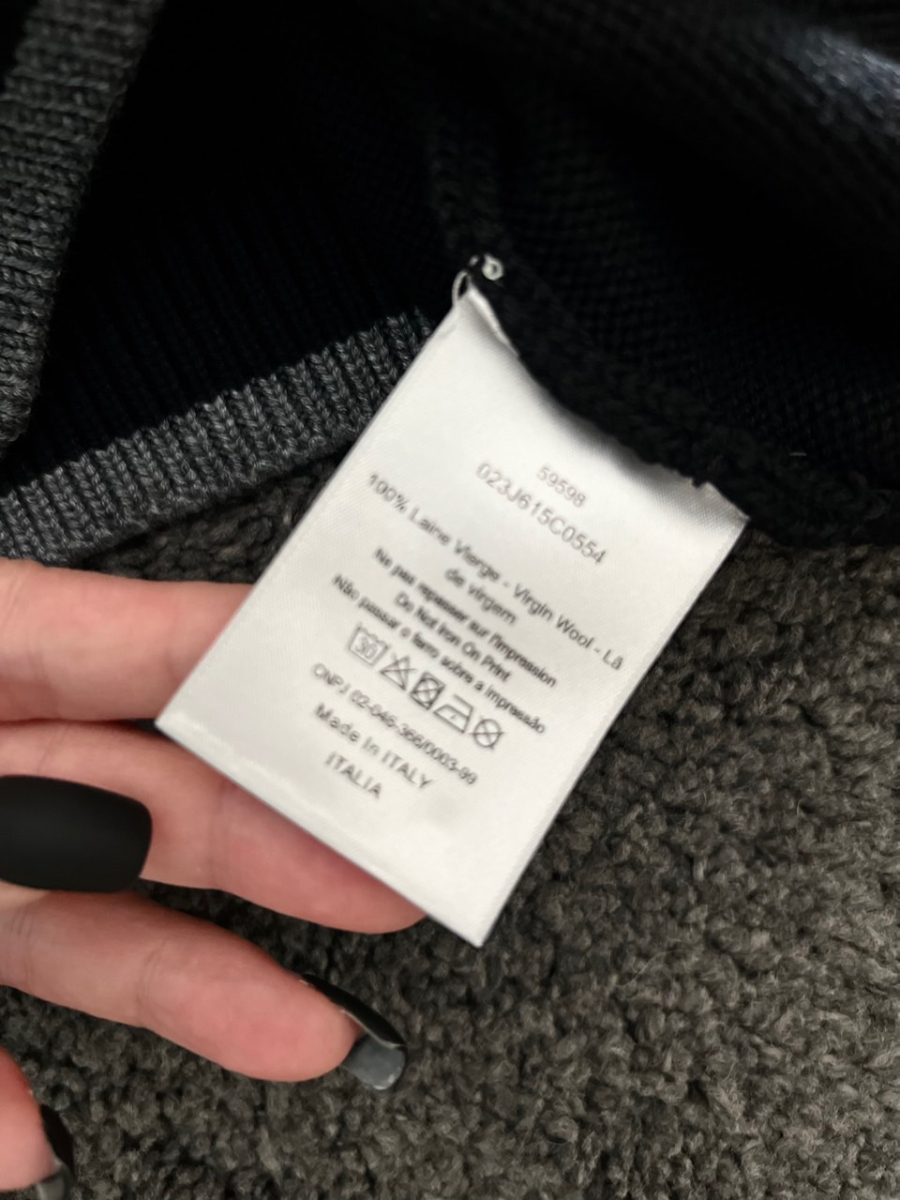 59598
023J615C0554
100% Laine Vierge - Virgin Wool - Lã
de virgem
Ne pas repasser sur l'impression
Do Not Iron On Print
Não passar o ferro sobre a impressão
30
CNPJ 02-046-366/0003-99
Made In ITALY
ITALIA